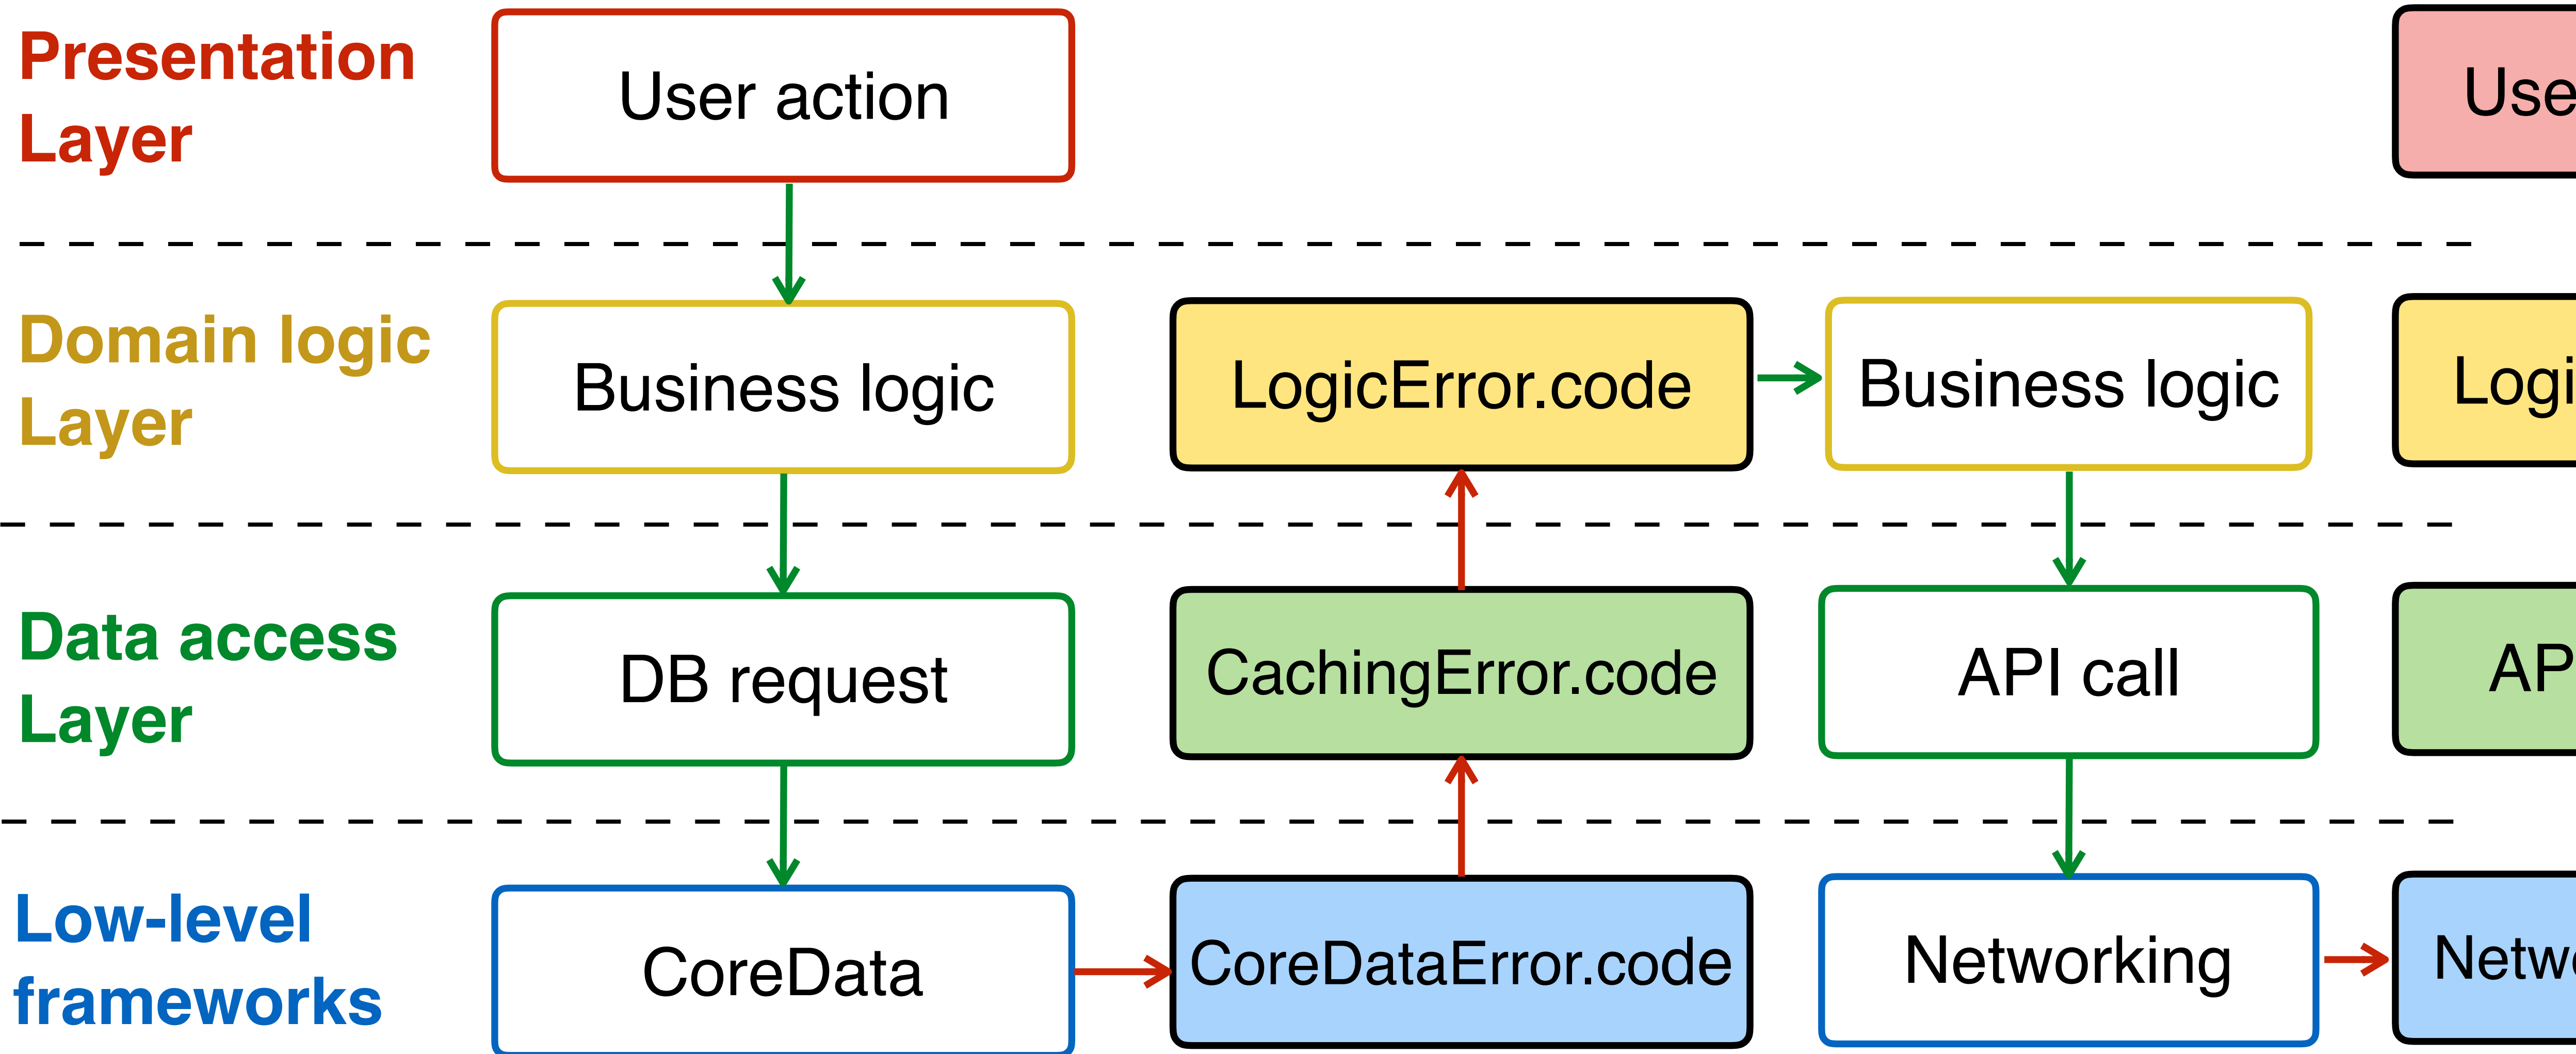 Presentation
Layer
User action
Domain logic
Layer
Business logic
LogicError.code
Business logic
Data access
Layer
DB request
CachingError.code
API call
Low-level
frameworks
CoreData
CoreDataError.code
Networking